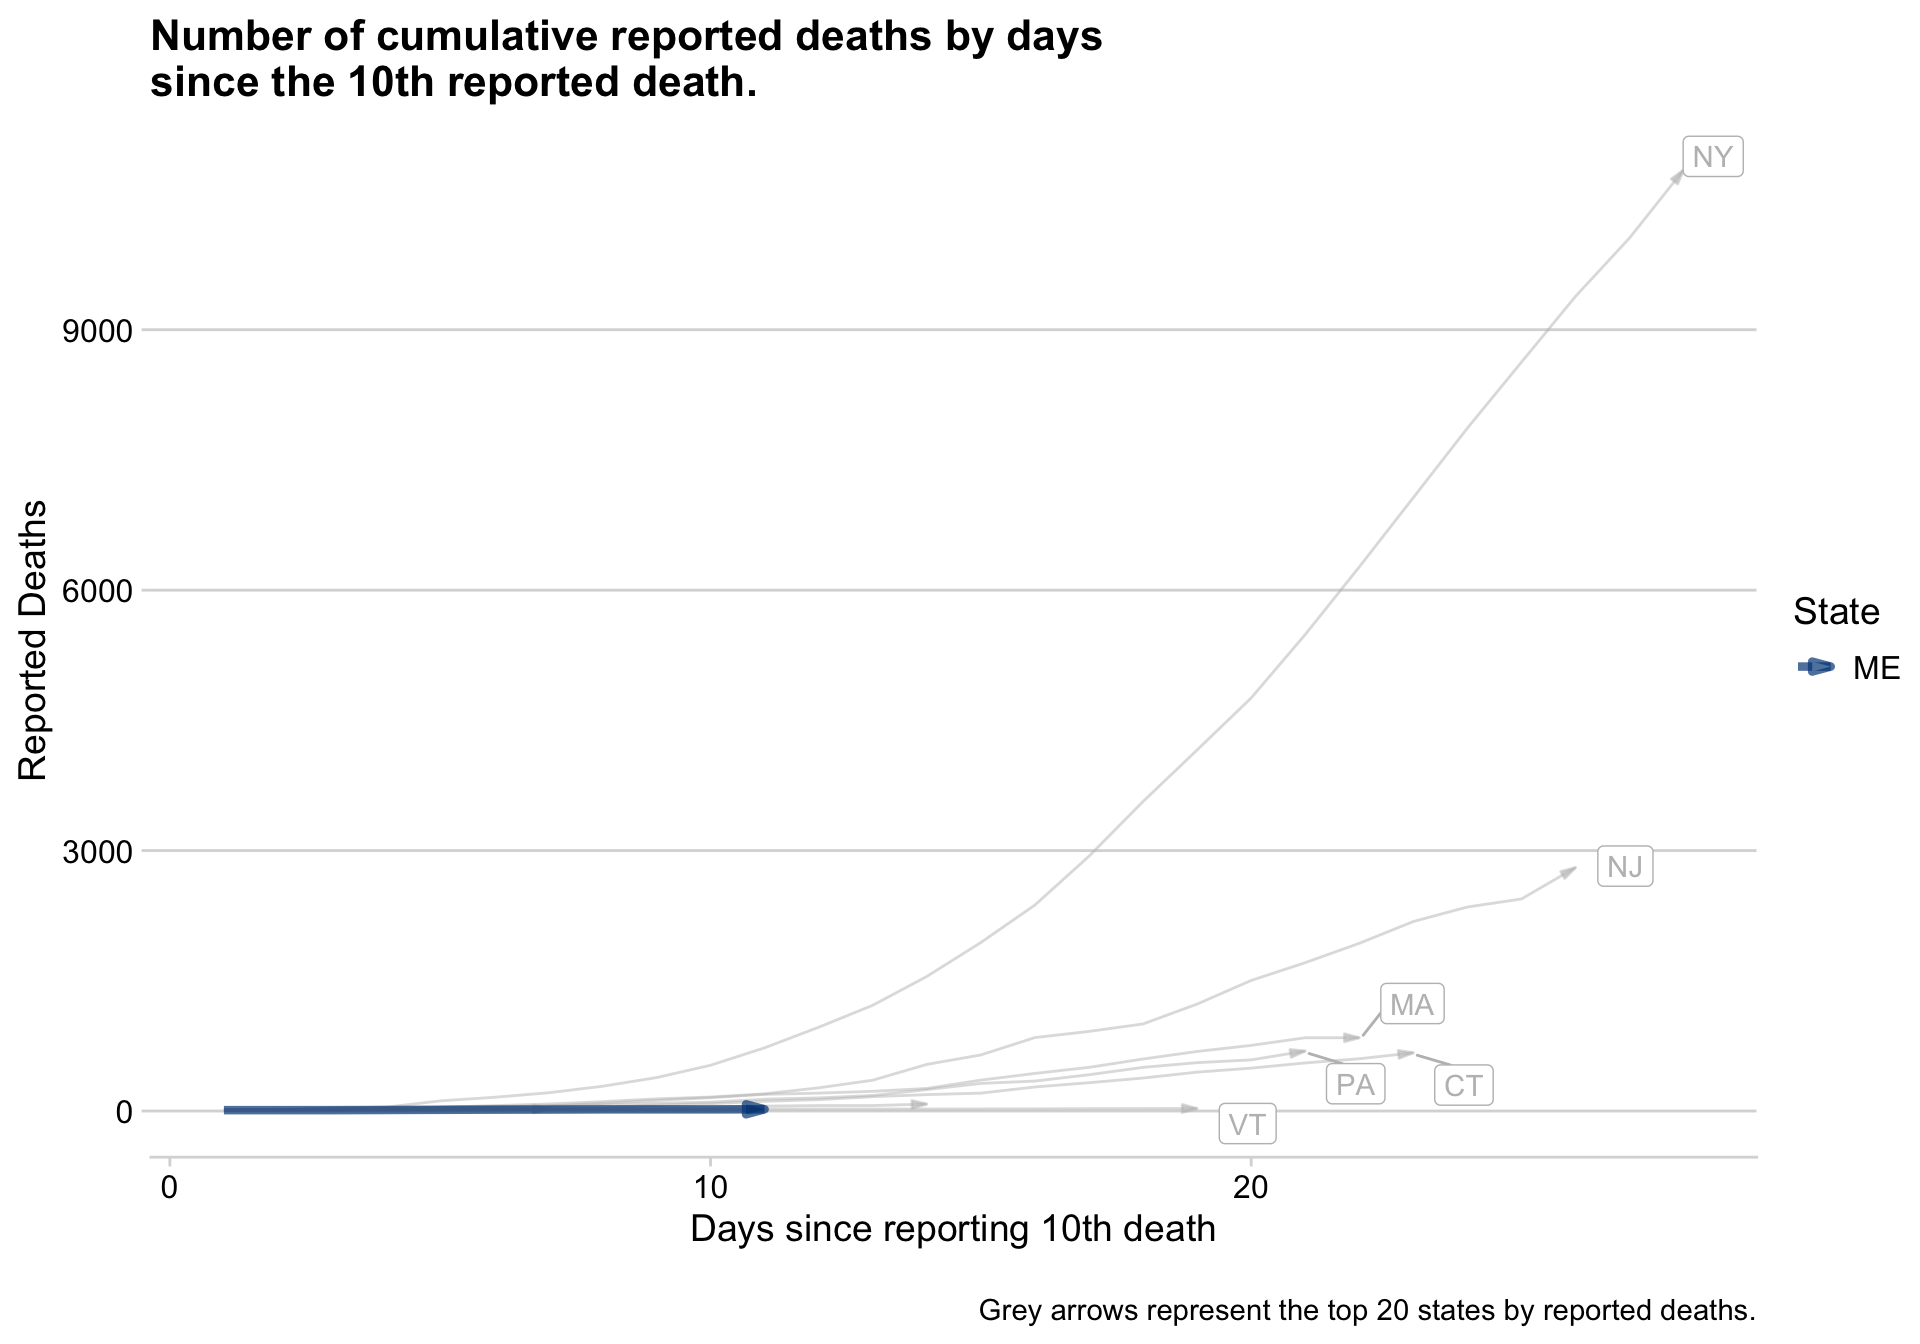 Number of cumulative reported deaths by days
since the 10th reported death.
NY
9000
6000
3000
0
Reported Deaths
NJ
MA
PA
CT
VT
State
ME
0
10
20
Days since reporting 10th death
Grey arrows represent the top 20 states by reported deaths.